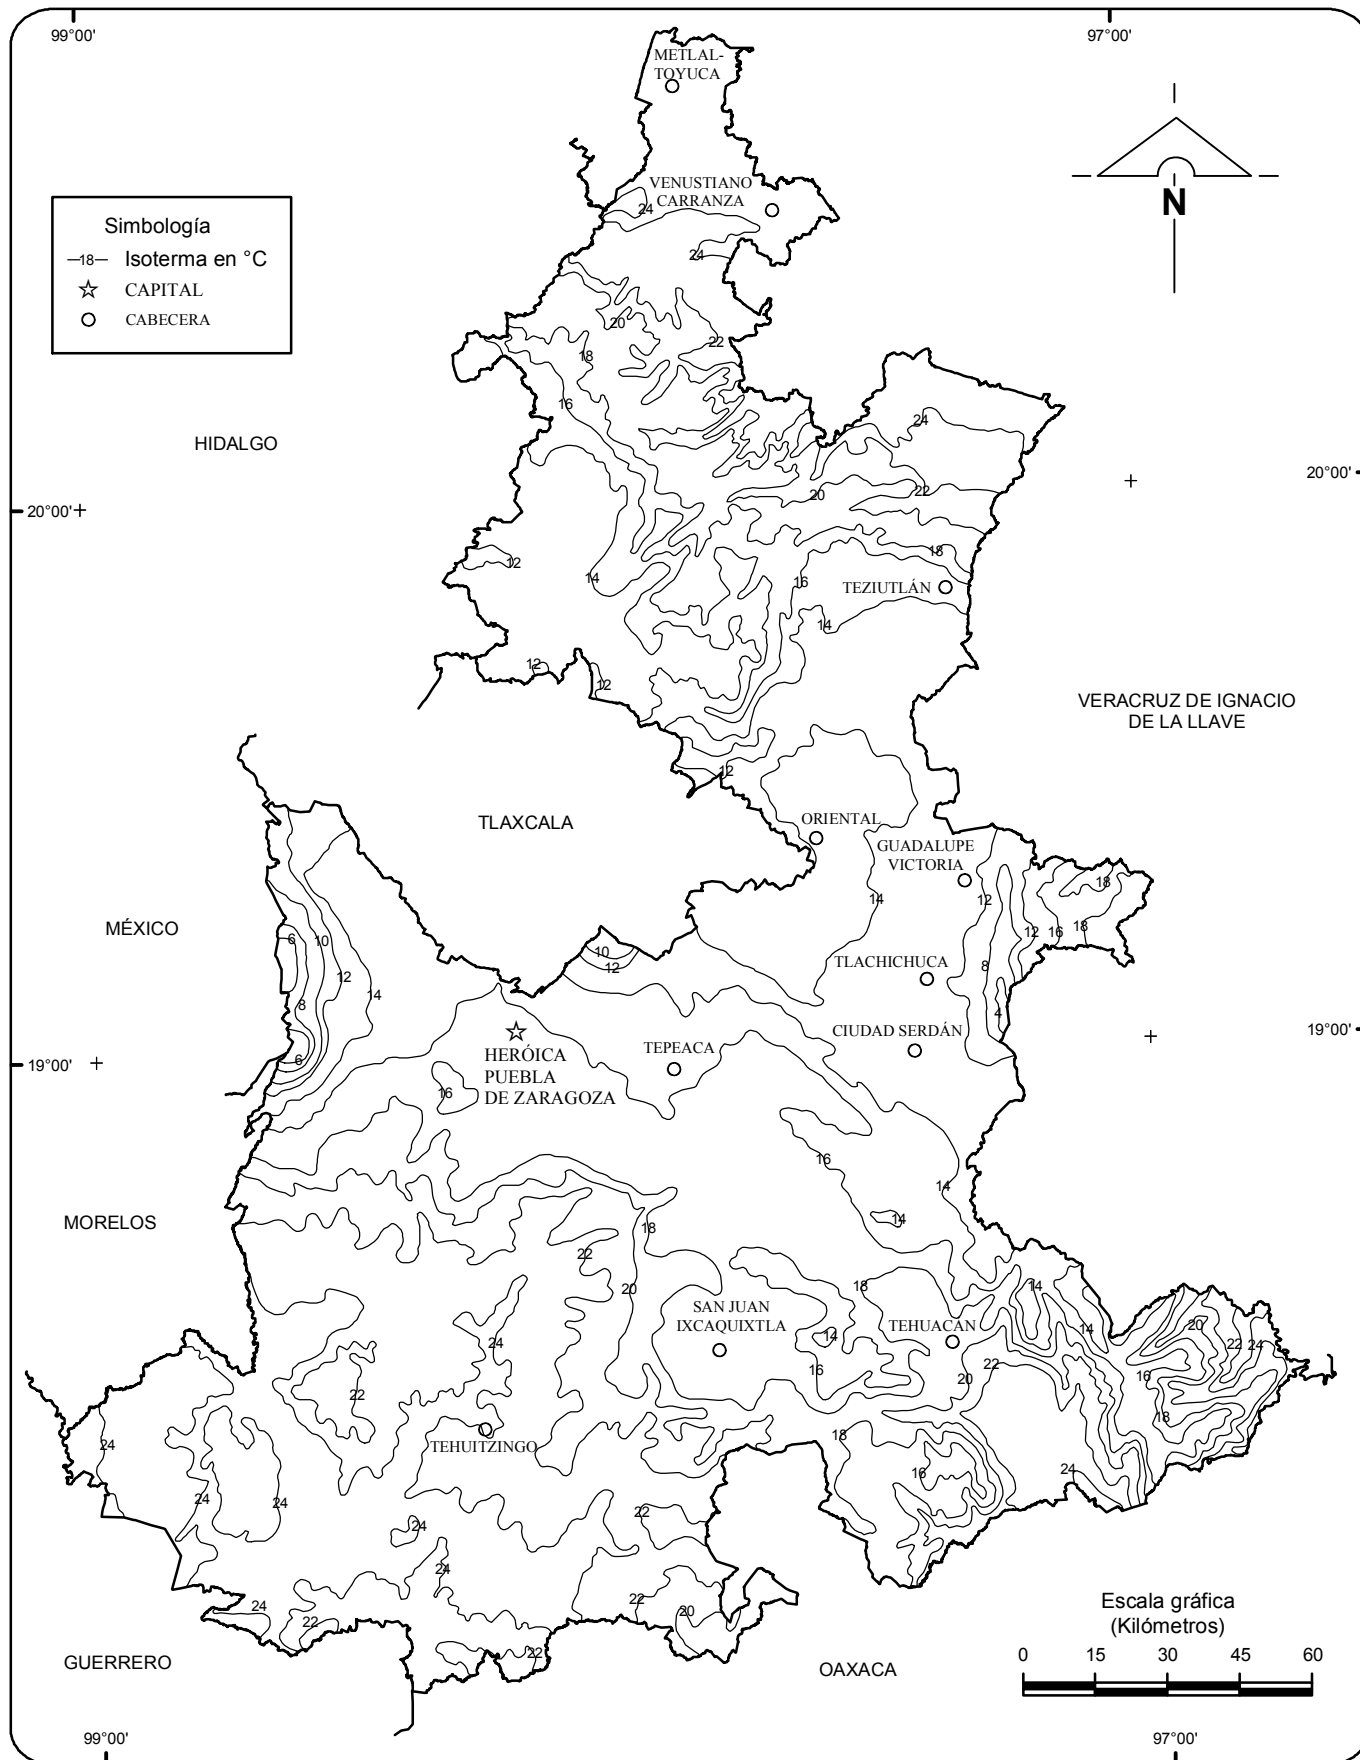 99°00'
97°00'
METLAL-
TOYUCA
VENUSTIANO
CARRANZA
24
24
Simbología
18 Isoterma en °C
CAPITAL
CABECERA
N
20
22
18
16
HIDALGO
24
20°00'
20°00'
20
22
12
14
18
16
TEZIUTLÁN
14
12
12
VERACRUZ DE IGNACIO
DE LA LLAVE
12
TLAXCALA
ORIENTAL
GUADALUPE
VICTORIA
18
14
12
MÉXICO
6
10
12
16
18
10
12
TLACHICHUCA
8
12
14
8
4
CIUDAD SERDÁN
19°00'
19°00'
6
HERÓICA
PUEBLA
DE ZARAGOZA
TEPEACA
16
16
14
14
MORELOS
18
22
20
18
14
SAN JUAN
IXCAQUIXTLA
14
TEHUACÁN
14
20
22
24
24
16
20
22
16
22
18
TEHUITZINGO
24
18
16
24
24
24
24
22
24
24
22
22
20
22
GUERRERO
OAXACA
Escala gráfica
(Kilómetros)
0 15 30 45 60
99°00'
97°00'